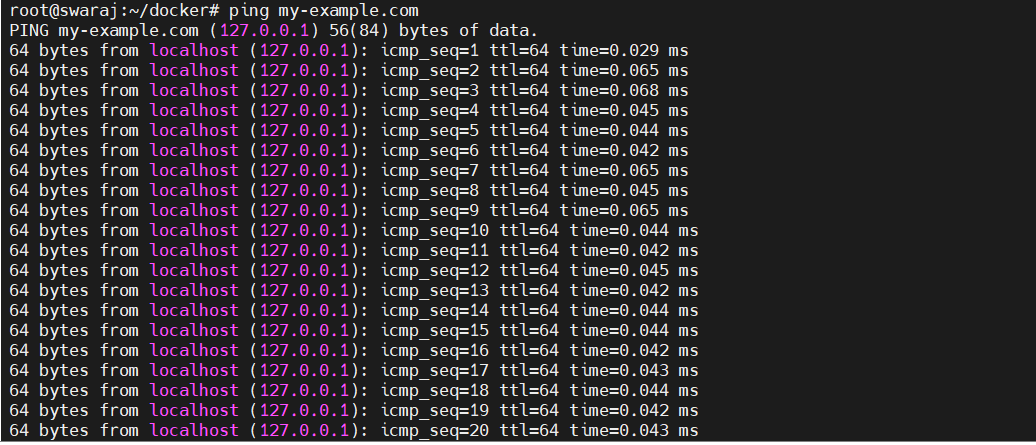 root@swaraj:~/docker# ping my-example.com
PING my-example.com (127.0.0.1) 56(84) bytes of data.
64 bytes from localhost (127.0.0.1): icmp_seq=1 ttl=64 time=0.029 ms
64 bytes from localhost (127.0.0.1): icmp_seq=2 ttl=64 time=0.065 ms
64 bytes from localhost (127.0.0.1): icmp_seq=3 ttl=64 time=0.068 ms
64 bytes from localhost (127.0.0.1): icmp_seq=4 ttl=64 time=0.045 ms
64 bytes from localhost (127.0.0.1): icmp_seq=5 ttl=64 time=0.044 ms
64 bytes from localhost (127.0.0.1): icmp_seq=6 ttl=64 time=0.042 ms
64 bytes from localhost (127.0.0.1): icmp_seq=7 ttl=64 time=0.065 ms
64 bytes from localhost (127.0.0.1): icmp_seq=8 ttl=64 time=0.045 ms
64 bytes from localhost (127.0.0.1): icmp_seq=9 ttl=64 time=0.065 ms
64 bytes from localhost (127.0.0.1): icmp_seq=10 ttl=64 time=0.044 ms
64 bytes from localhost (127.0.0.1): icmp_seq=11 ttl=64 time=0.042 ms
64 bytes from localhost (127.0.0.1): icmp_seq=12 ttl=64 time=0.045 ms
64 bytes from localhost (127.0.0.1): icmp_seq=13 ttl=64 time=0.042 ms
64 bytes from localhost (127.0.0.1): icmp_seq=14 ttl=64 time=0.044 ms
64 bytes from localhost (127.0.0.1): icmp_seq=15 ttl=64 time=0.044 ms
64 bytes from localhost (127.0.0.1): icmp_seq=16 ttl=64 time=0.042 ms
64 bytes from localhost (127.0.0.1): icmp_seq=17 ttl=64 time=0.043 ms
64 bytes from localhost (127.0.0.1): icmp_seq=18 ttl=64 time=0.044 ms
64 bytes from localhost (127.0.0.1): icmp_seq=19 ttl=64 time=0.042 ms
64 bytes from localhost (127.0.0.1): icmp_seq=20 ttl=64 time=0.043 ms